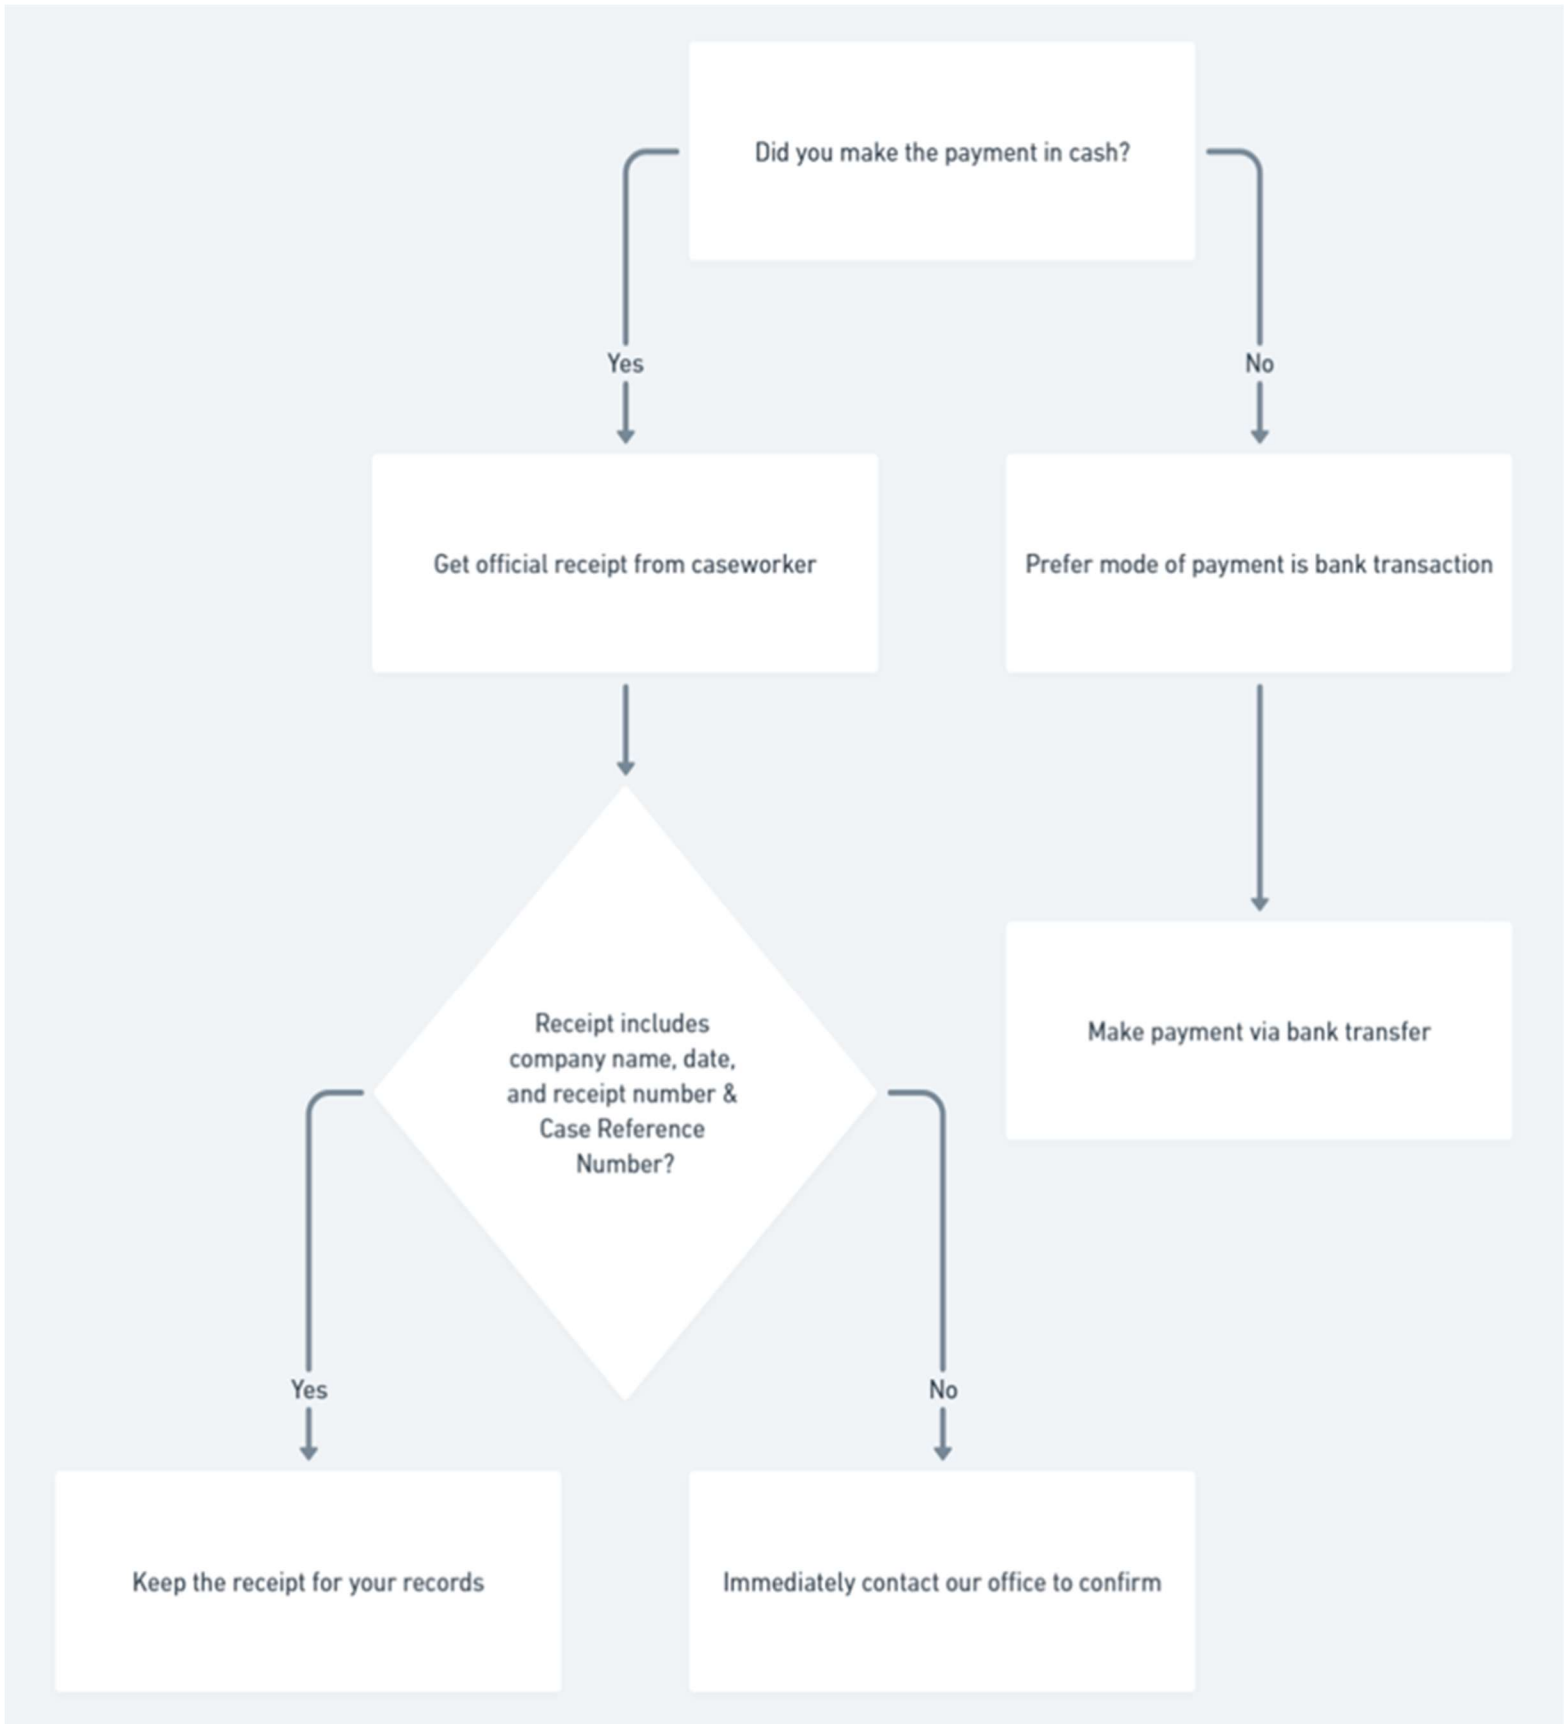 Did you make the payment in cash?
Yes
No
Get official receipt from caseworker
Prefer mode of payment is bank transaction
Receipt includes
company name, date,
and receipt number &
Case Reference
Number?
Make payment via bank transfer
Yes
No
Keep the receipt for your records
Immediately contact our office to confirm